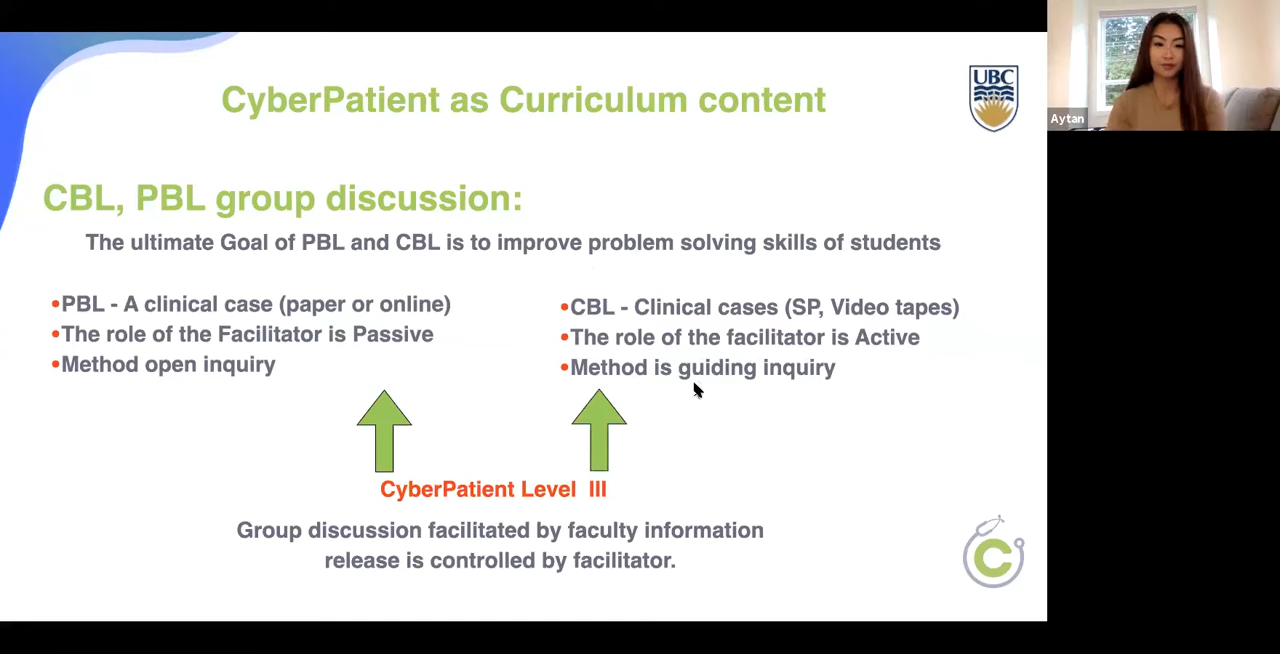 CyberPatient as Curriculum content
UBC
Aytan
CBL, PBL group discussion:
The ultimate Goal of PBL and CBL is to improve problem solving skills of students
•PBL - A clinical case (paper or online)
•The role of the Facilitator is Passive
•Method open inquiry
•CBL - Clinical cases (SP, Video tapes)
•The role of the facilitator is Active
•Method is guiding inquiry
CyberPatient Level III
Group discussion facilitated by faculty information
release is controlled by facilitator.
C